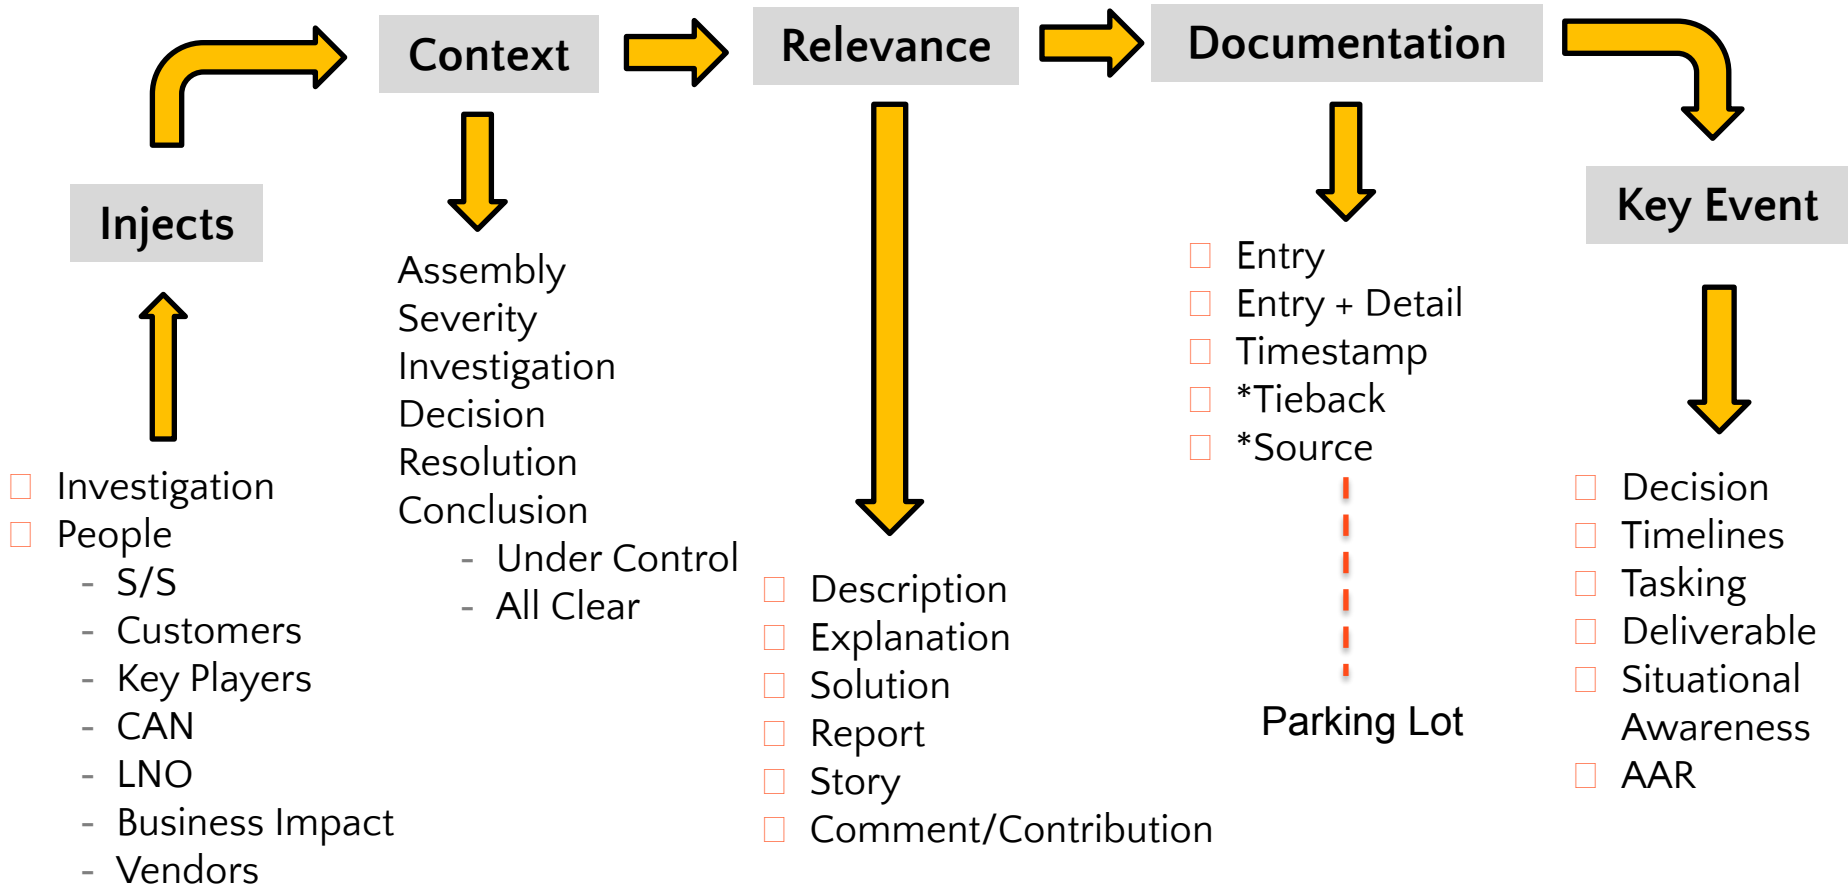 Injects
Investigation
People
- S/S
- Customers
- Key Players
- CAN
- LNO
- Business Impact
- Vendors
Context
Assembly
Severity
Investigation
Decision
Resolution
Conclusion
- Under Control
- All Clear
Relevance
Description
Explanation
Solution
Report
Story
Comment/Contribution
Documentation
Entry
Entry + Detail
Timestamp
*Tieback
*Source
Parking Lot
Key Event
Decision
Timelines
Tasking
Deliverable
Situational
Awareness
AAR